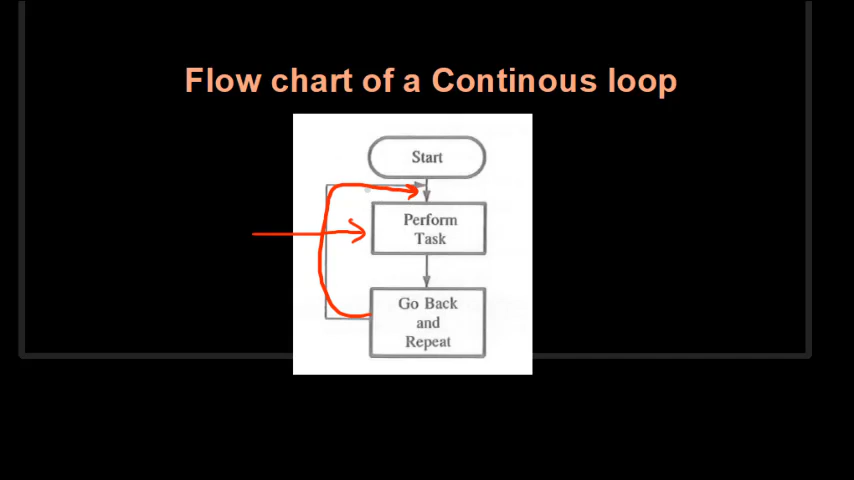 Flow chart of a Continous loop
Start
Perform
Task
Go Back
and
Repeat